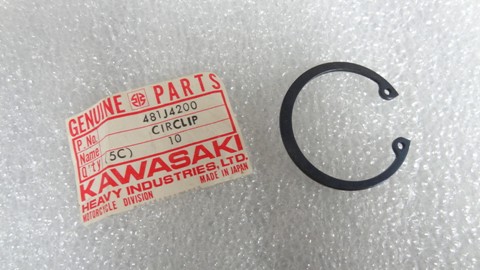 GENUINE PARTS
P No. 481J4200
Name CIRCLIP
Q'ty (5C) 10
KAWASAKI
HEAVY INDUSTRIES, LTD.
MOTORCYCLE DIVISION MADE IN JAPAN